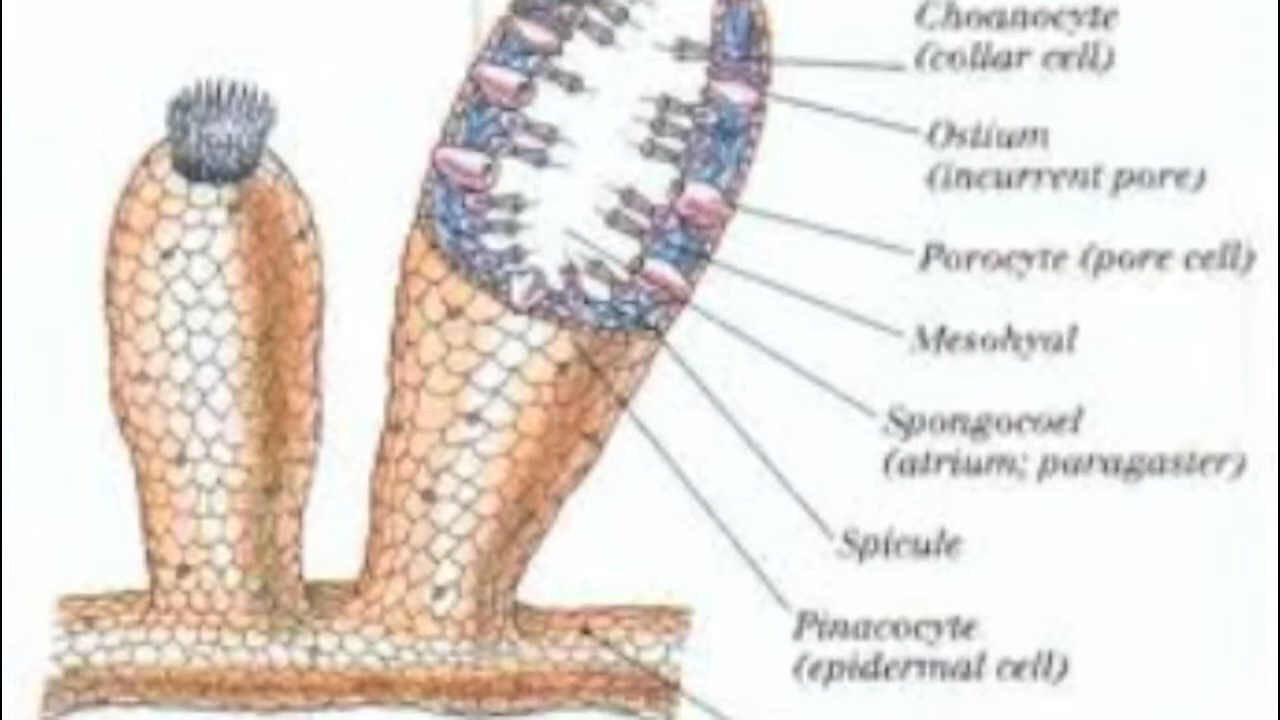 Choanocyte
(collar cell)
Ostium
(incurrent pore)
Porocyte (pore cell)
Mesohyal
Spongocoel
(atrium; paragaster)
Spicule
Pinacocyte
(epidermal cell)